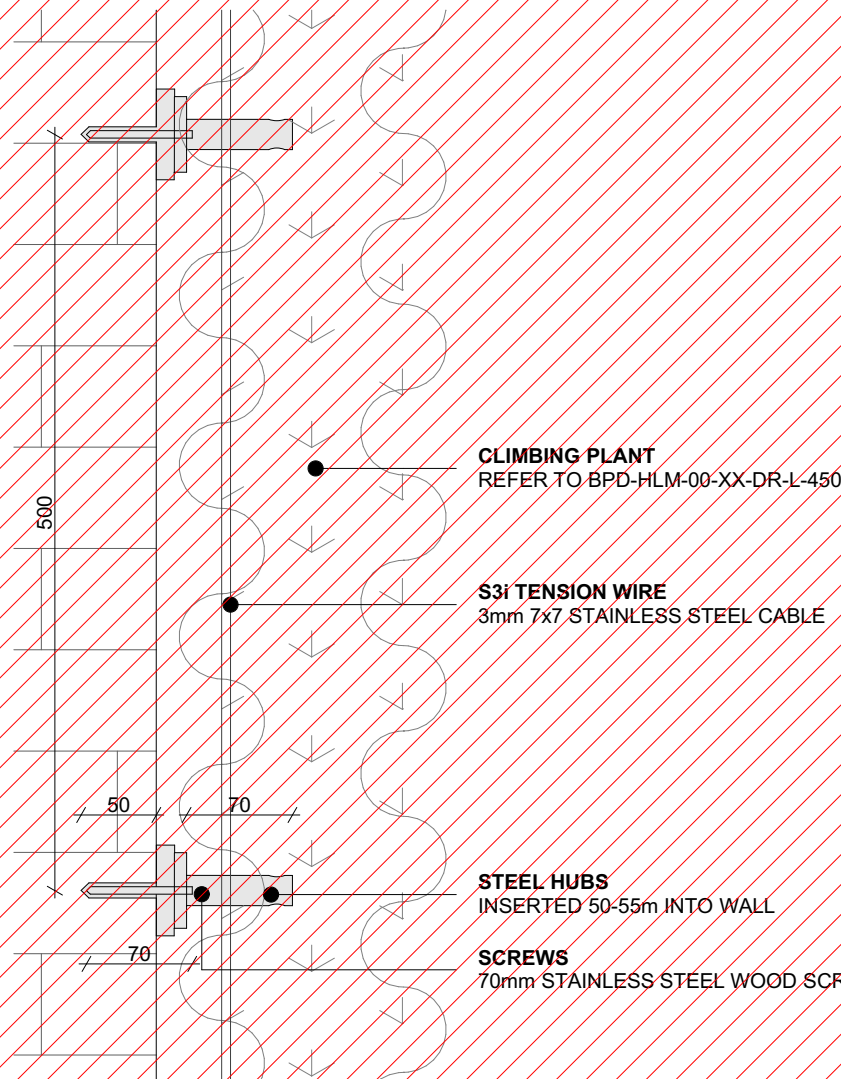 CLIMBING PLANT
REFER TO BPD-HLM-00-XX-DR-L-450
500
S3i TENSION WIRE
3mm 7x7 STAINLESS STEEL CABLE
50
70
STEEL HUBS
INSERTED 50-55m INTO WALL
70
SCREWS
70mm STAINLESS STEEL WOOD SCR